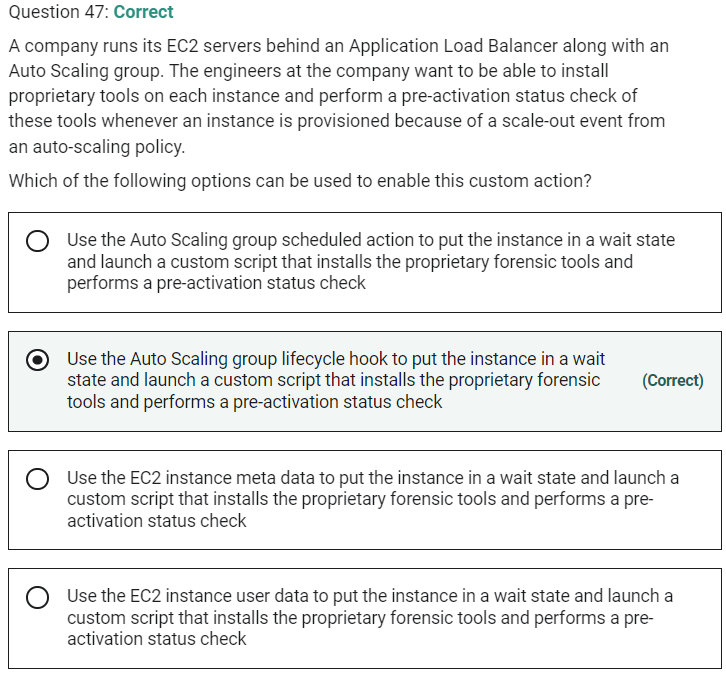 Question 47: Correct
A company runs its EC2 servers behind an Application Load Balancer along with an
Auto Scaling group. The engineers at the company want to be able to install
proprietary tools on each instance and perform a pre-activation status check of
these tools whenever an instance is provisioned because of a scale-out event from
an auto-scaling policy.
Which of the following options can be used to enable this custom action?
Use the Auto Scaling group scheduled action to put the instance in a wait state
and launch a custom script that installs the proprietary forensic tools and
performs a pre-activation status check
Use the Auto Scaling group lifecycle hook to put the instance in a wait
state and launch a custom script that installs the proprietary forensic
tools and performs a pre-activation status check
(Correct)
Use the EC2 instance meta data to put the instance in a wait state and launch a
custom script that installs the proprietary forensic tools and performs a pre-
activation status check
Use the EC2 instance user data to put the instance in a wait state and launch a
custom script that installs the proprietary forensic tools and performs a pre-
activation status check